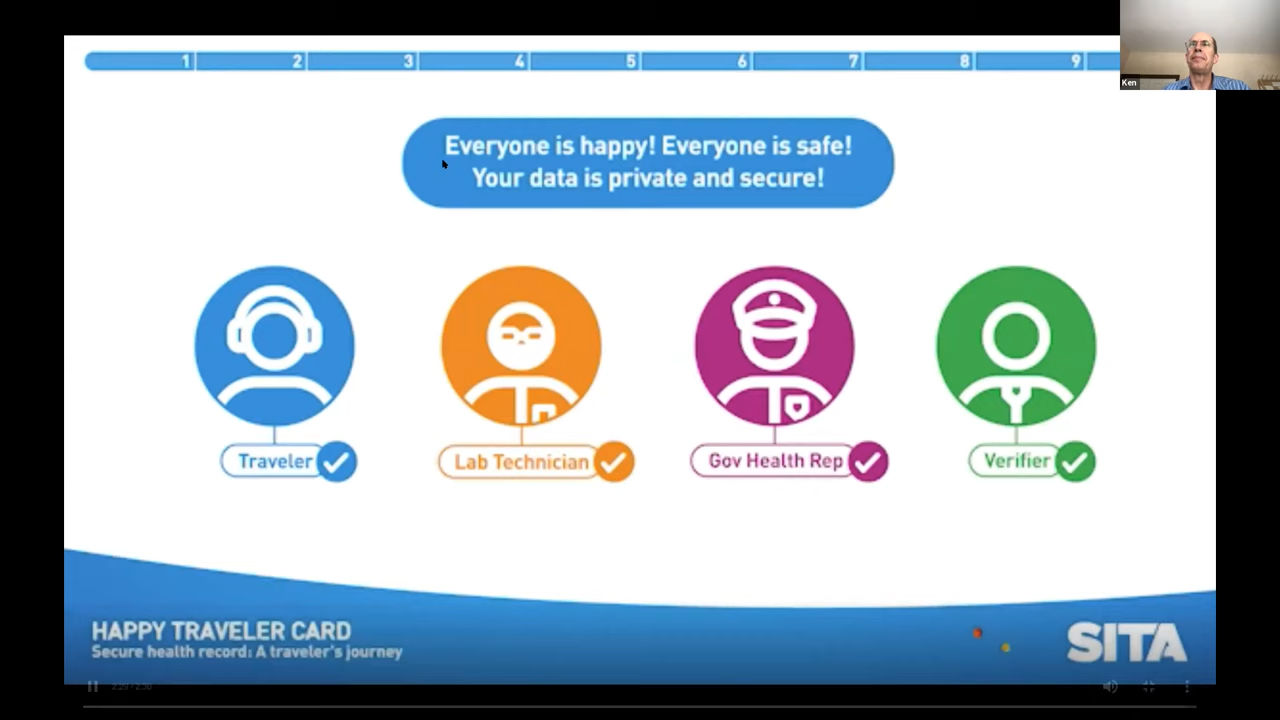 1 2 3 4 5 6 7 8 9
Ken
Everyone is happy! Everyone is safe!
Your data is private and secure!
Traveler
Lab Technician
Gov Health Rep
Verifier
HAPPY TRAVELER CARD
Secure health record: A traveler's journey
SITA